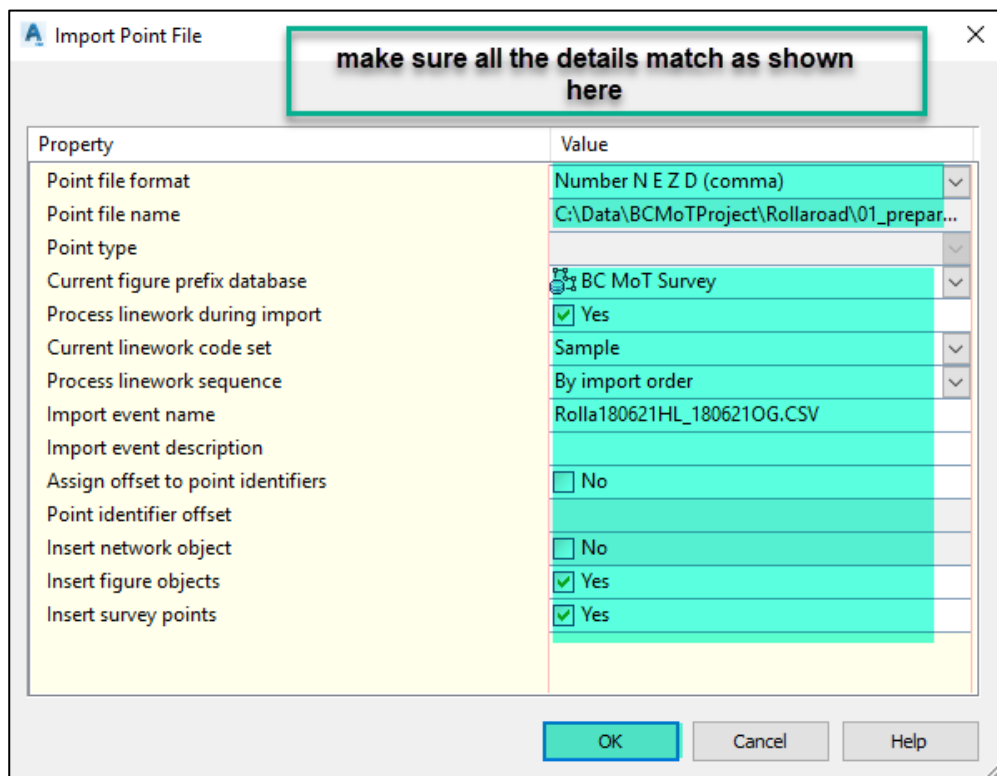 Import Point File
make sure all the details match as shown
here
Property Value
Point file format Number N E Z D (comma)
Point file name C:\Data\BCMoTProject\Rollaroad\01_prepar...
Point type
Current figure prefix database BC MoT Survey
Process linework during import Yes
Current linework code set Sample
Process linework sequence By import order
Import event name Rolla180621HL_180621OG.CSV
Import event description
Assign offset to point identifiers No
Point identifier offset
Insert network object No
Insert figure objects Yes
Insert survey points Yes
OK Cancel Help